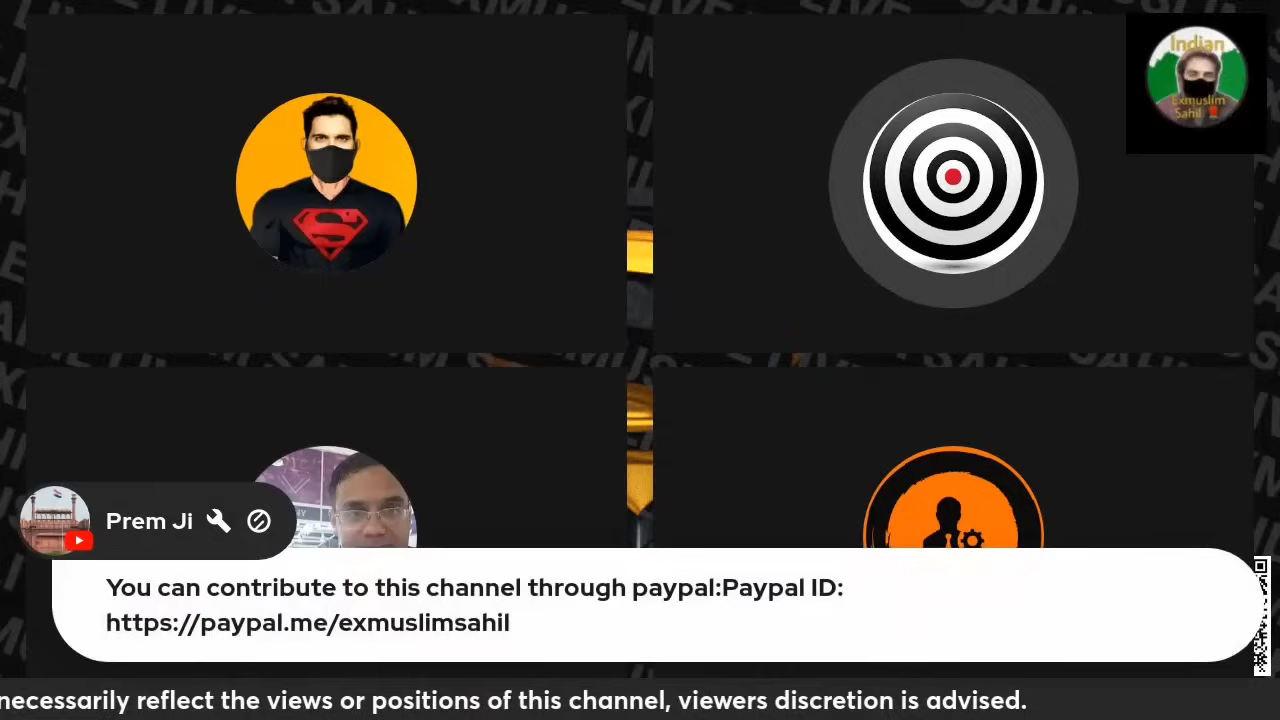 Indian
Exmuslim
Sahil
Prem Ji
You can contribute to this channel through paypal:Paypal ID:
https://paypal.me/exmuslimsahil
necessarily reflect the views or positions of this channel, viewers discretion is advised.